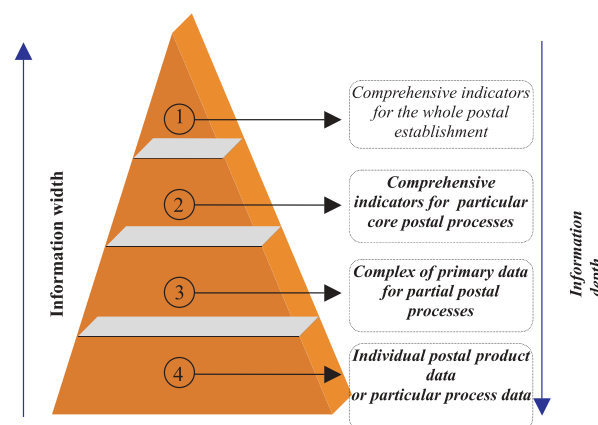 1
Comprehensive indicators
for the whole postal
establishment
2
Comprehensive
indicators for particular
core postal processes
3
Complex of primary data
for partial postal
processes
4
Individual postal product
data
or particular process data
Information width
Information
depth